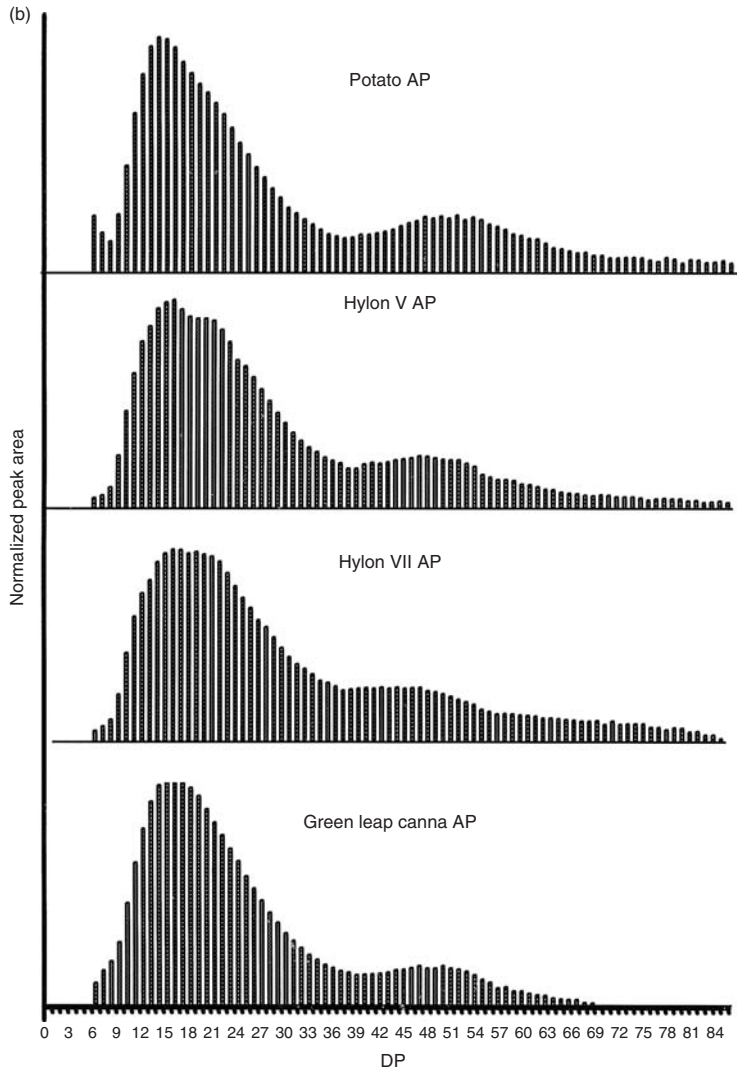 (b)
Potato AP
Hylon V AP
Hylon VII AP
Green leap canna AP
Normalized peak area
0 3 6 9 12 15 18 21 24 27 30 33 36 39 42 45 48 51 54 57 60 63 66 69 72 75 78 81 84
DP